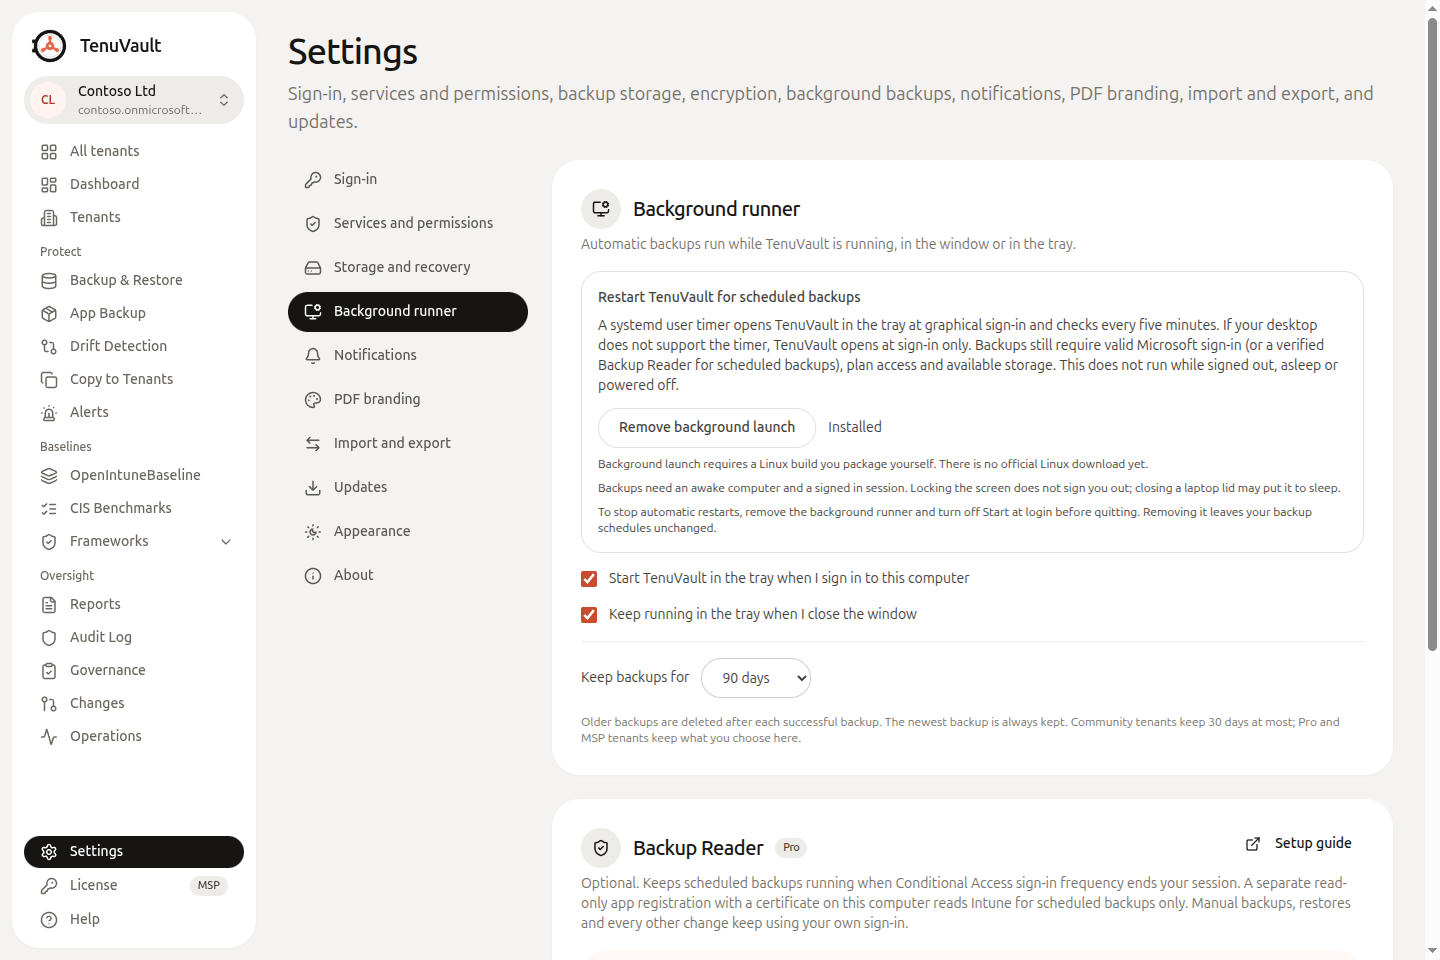 TenuVault
CL
Contoso Ltd
contoso.onmicrosoft...
All tenants
Dashboard
Tenants
Protect
Backup & Restore
App Backup
Drift Detection
Copy to Tenants
Alerts
Baselines
OpenIntuneBaseline
CIS Benchmarks
Frameworks
Oversight
Reports
Audit Log
Governance
Changes
Operations
Settings
License
MSP
Help
Settings
Sign-in, services and permissions, backup storage, encryption, background backups, notifications, PDF branding, import and export, and
updates.
Sign-in
Services and permissions
Storage and recovery
Background runner
Notifications
PDF branding
Import and export
Updates
Appearance
About
Background runner
Automatic backups run while TenuVault is running, in the window or in the tray.
Restart TenuVault for scheduled backups
A systemd user timer opens TenuVault in the tray at graphical sign-in and checks every five minutes. If your desktop
does not support the timer, TenuVault opens at sign-in only. Backups still require valid Microsoft sign-in (or a verified
Backup Reader for scheduled backups), plan access and available storage. This does not run while signed out, asleep or
powered off.
Remove background launch
Installed
Background launch requires a Linux build you package yourself. There is no official Linux download yet.
Backups need an awake computer and a signed in session. Locking the screen does not sign you out; closing a laptop lid may put it to sleep.
To stop automatic restarts, remove the background runner and turn off Start at login before quitting. Removing it leaves your backup
schedules unchanged.
Start TenuVault in the tray when I sign in to this computer
Keep running in the tray when I close the window
Keep backups for
90 days
Older backups are deleted after each successful backup. The newest backup is always kept. Community tenants keep 30 days at most; Pro and
MSP tenants keep what you choose here.
Backup Reader
Pro
Setup guide
Optional. Keeps scheduled backups running when Conditional Access sign-in frequency ends your session. A separate read-
only app registration with a certificate on this computer reads Intune for scheduled backups only. Manual backups, restores
and every other change keep using your own sign-in.